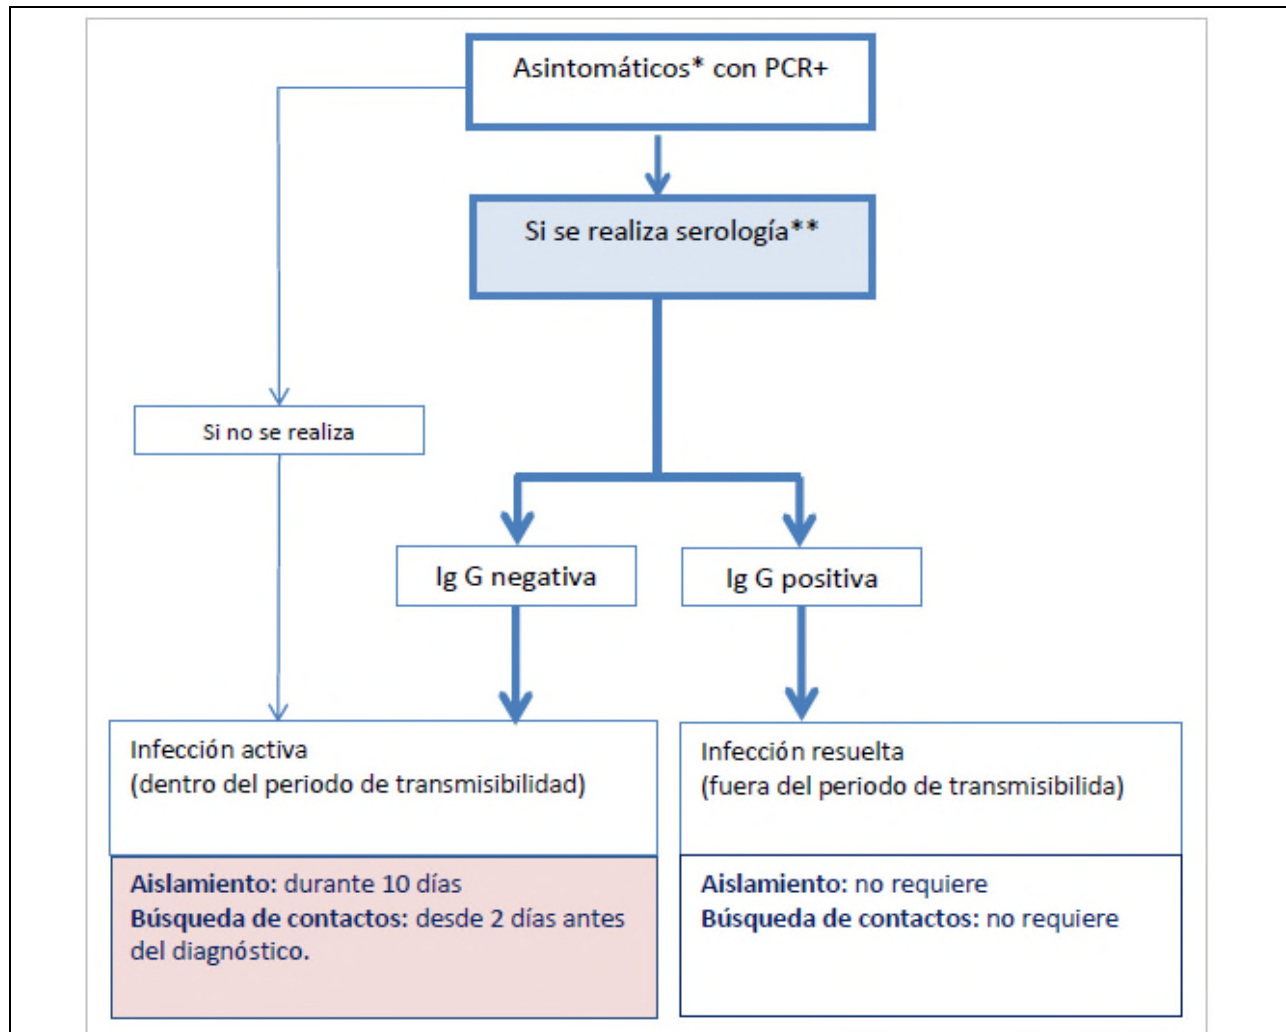 Asintomáticos* con PCR+
Si se realiza serología**
Si no se realiza
Ig G negativa
Ig G positiva
Infección activa
(dentro del periodo de transmisibilidad)
Aislamiento: durante 10 días
Búsqueda de contactos: desde 2 días antes
del diagnóstico.
Infección resuelta
(fuera del periodo de transmisibilida)
Aislamiento: no requiere
Búsqueda de contactos: no requiere